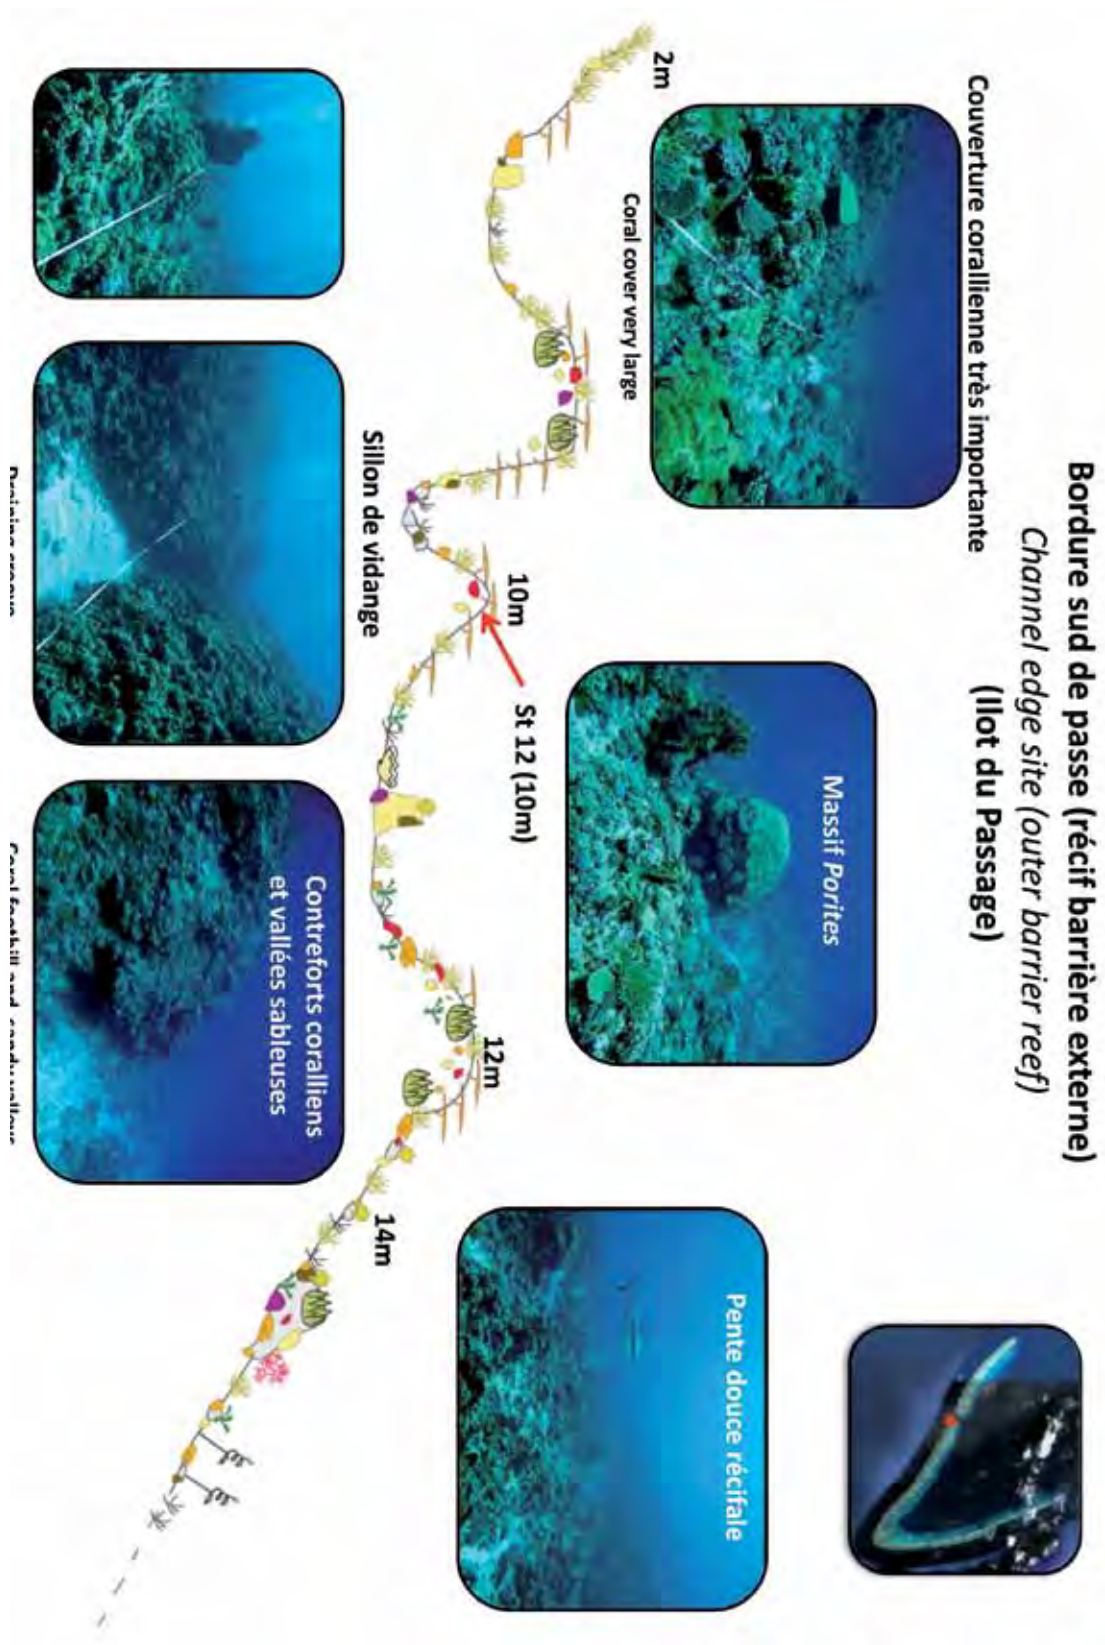 Bordure sud de passe (récif barrière externe)
Channel edge site (outer barrier reef)
(Ilot du Passage)
Couverture corallienne très importante
Coral cover very large
Massif Porites
Pente douce récifale
2m
10m
St 12 (10m)
12m
14m
Sillon de vidange
Contreforts coralliens
et vallées sableuses